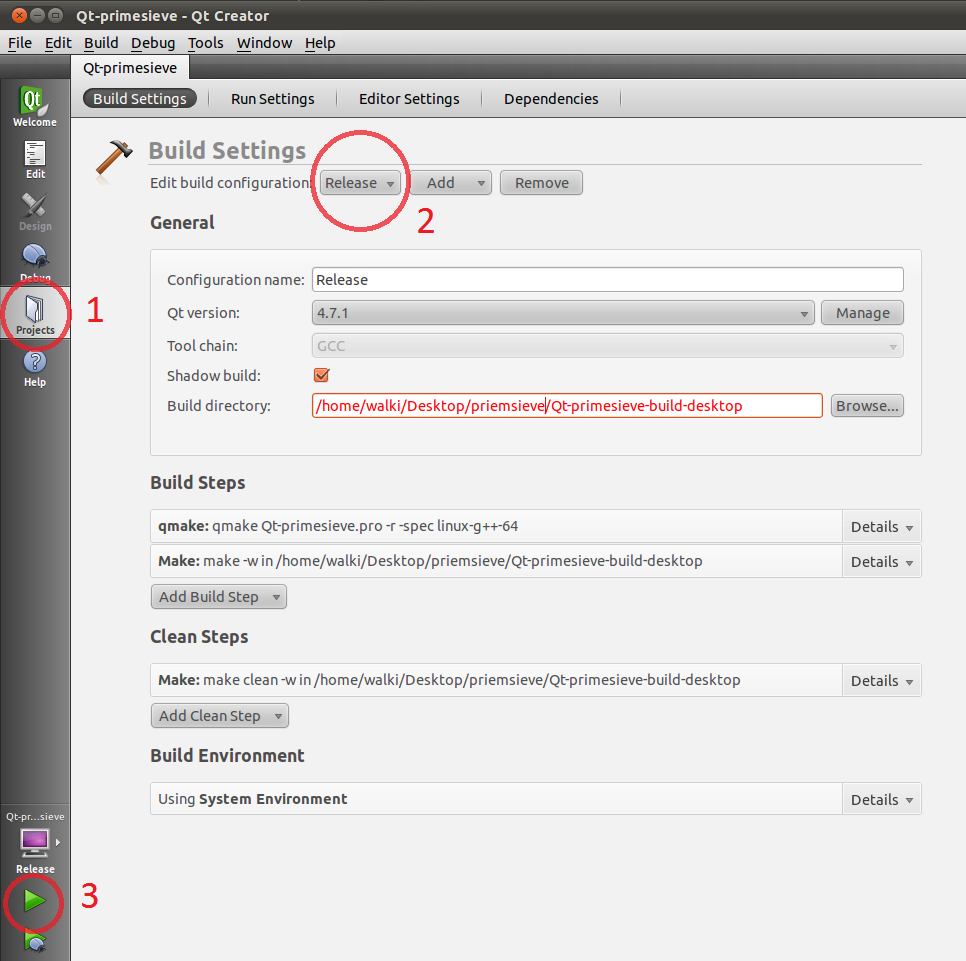 Qt-primesieve - Qt Creator
File Edit Build Debug Tools Window Help
Qt-primesieve
Build Settings Run Settings Editor Settings Dependencies
Qt
Welcome
Edit
Design
Debug
1
Projects
Help
Build Settings
Edit build configuration: Release Add Remove
2
General
Configuration name: Release
Qt version: 4.7.1 Manage
Tool chain: GCC
Shadow build:
Build directory: /home/walki/Desktop/priemsieve/Qt-primesieve-build-desktop Browse...
Build Steps
qmake: qmake Qt-primesieve.pro -r -spec linux-g++-64 Details
Make: make -w in /home/walki/Desktop/priemsieve/Qt-primesieve-build-desktop Details
Add Build Step
Clean Steps
Make: make clean -w in /home/walki/Desktop/priemsieve/Qt-primesieve-build-desktop Details
Add Clean Step
Build Environment
Using System Environment Details
Qt-pr...sieve
Release
3